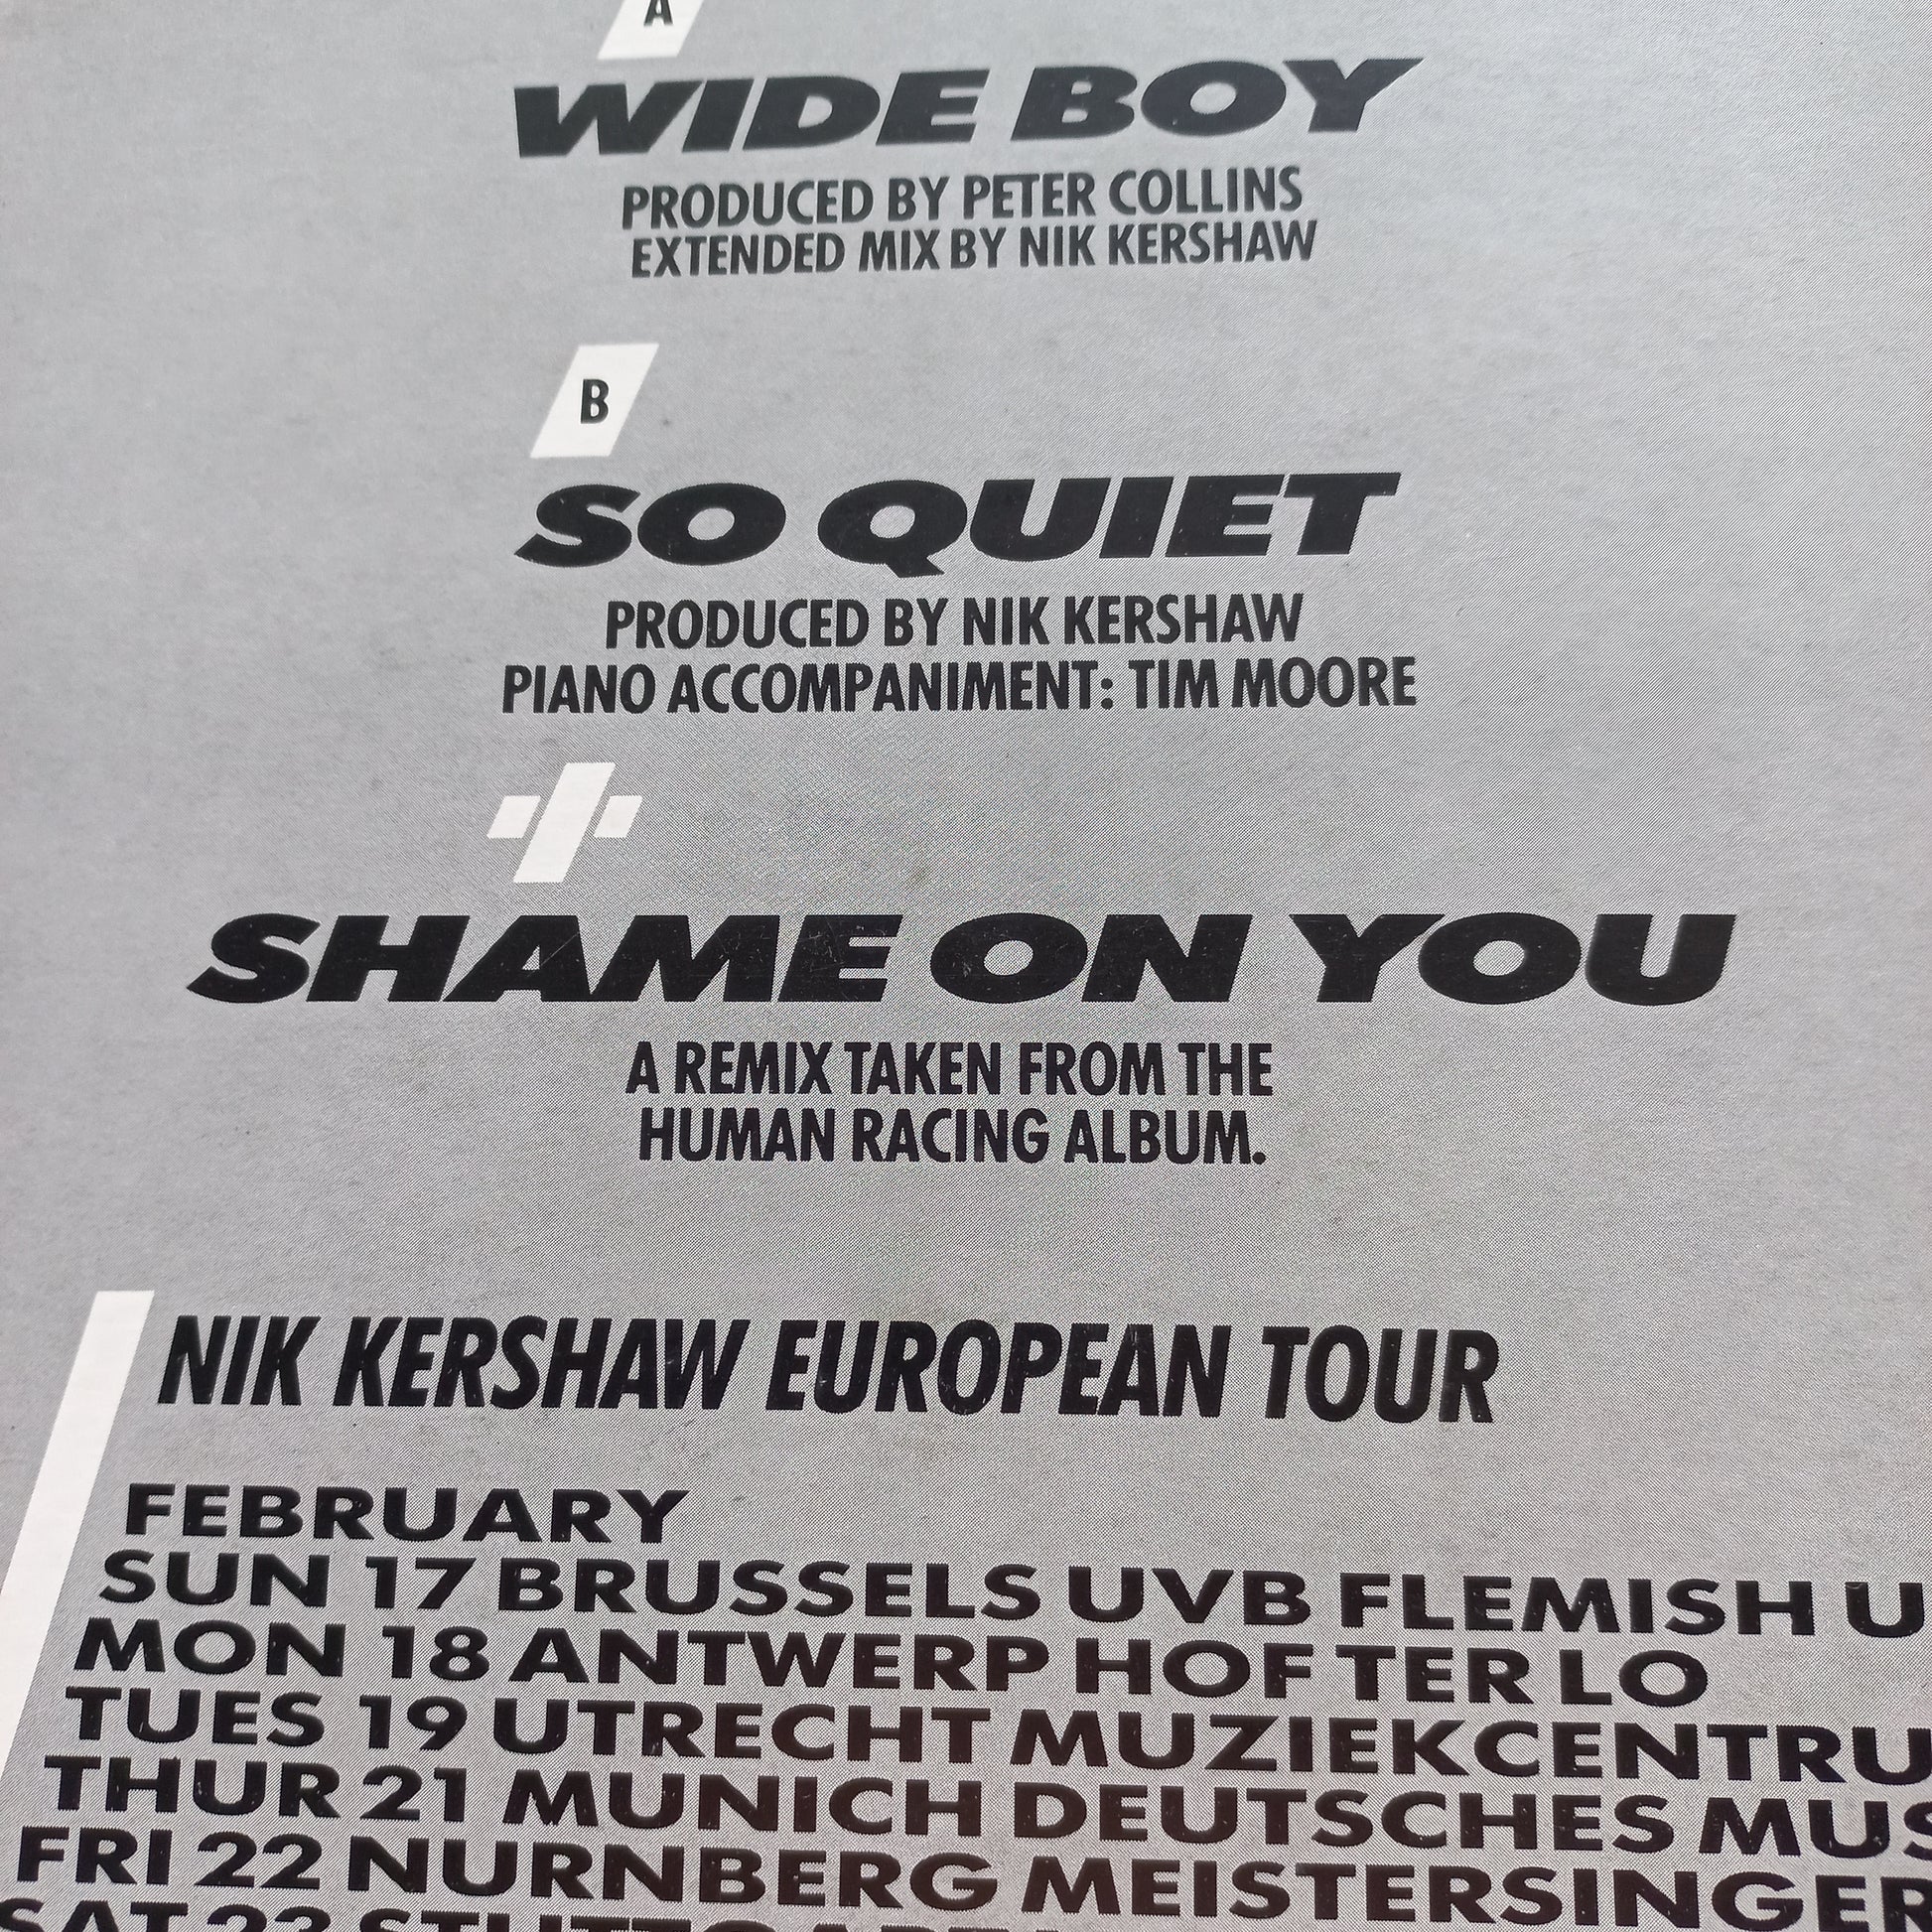 A
WIDE BOY
PRODUCED BY PETER COLLINS
EXTENDED MIX BY NIK KERSHAW
B
SO QUIET
PRODUCED BY NIK KERSHAW
PIANO ACCOMPANIMENT: TIM MOORE
SHAME ON YOU
A REMIX TAKEN FROM THE
HUMAN RACING ALBUM.
NIK KERSHAW EUROPEAN TOUR
FEBRUARY
SUN 17 BRUSSELS UVB FLEMISH U
MON 18 ANTWERP HOF TER LO
TUES 19 UTRECHT MUZIEKCENTRU
THUR 21 MUNICH DEUTSCHES MUS
FRI 22 NURNBERG MEISTERSINGER
SAT 23